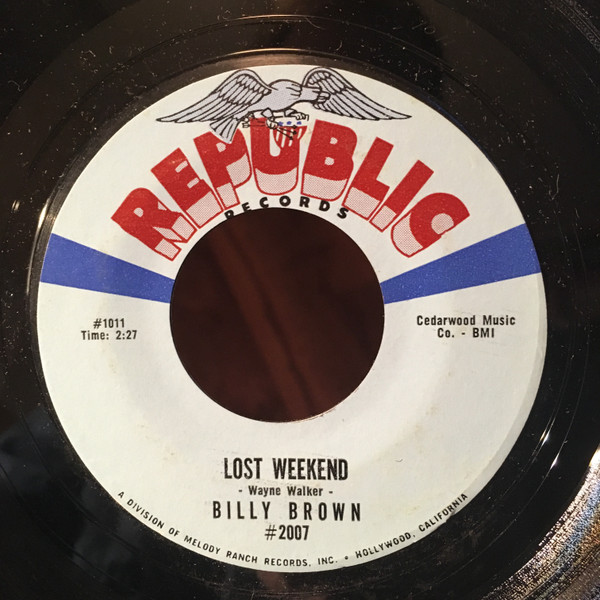 REPUBLIC
RECORDS
#1011
Time: 2:27
Cedarwood Music
Co. - BMI
LOST WEEKEND
- Wayne Walker -
BILLY BROWN
#2007
A DIVISION OF MELODY RANCH RECORDS, INC. • HOLLYWOOD, CALIFORNIA